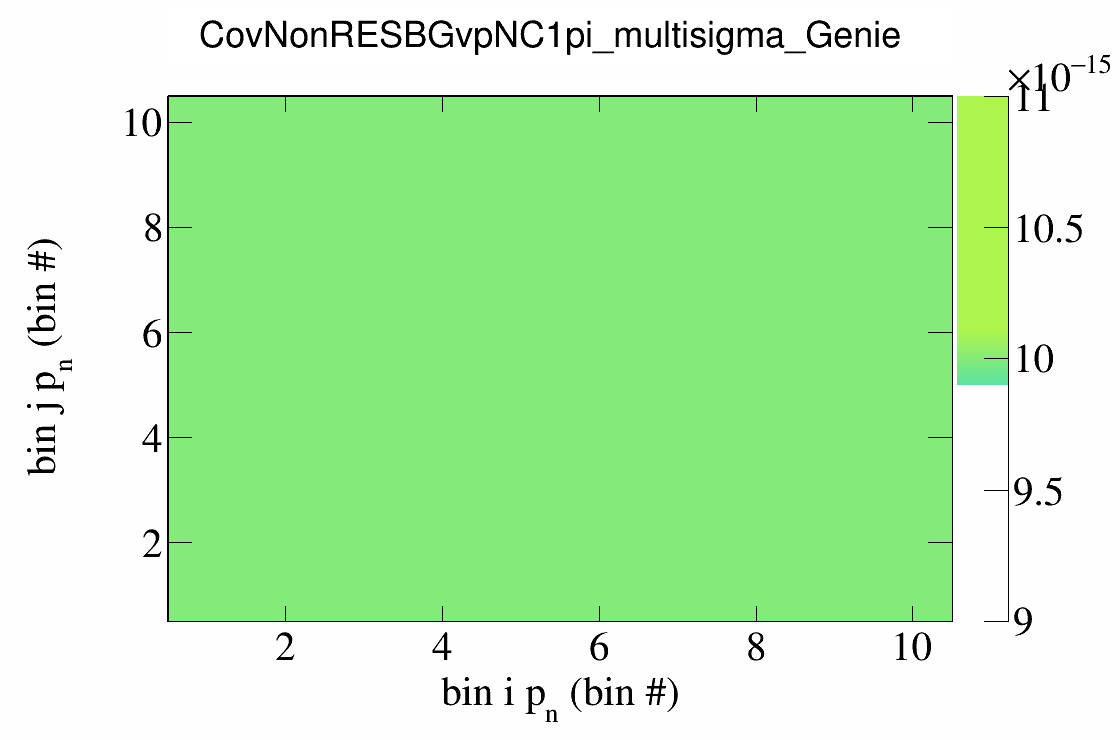 CovNonRESBGvpNC1pi_multisigma_Genie
×10⁻¹⁵
11
10.5
10
9.5
9
10
8
6
4
2
bin j pₙ (bin #)
2 4 6 8 10
bin i pₙ (bin #)